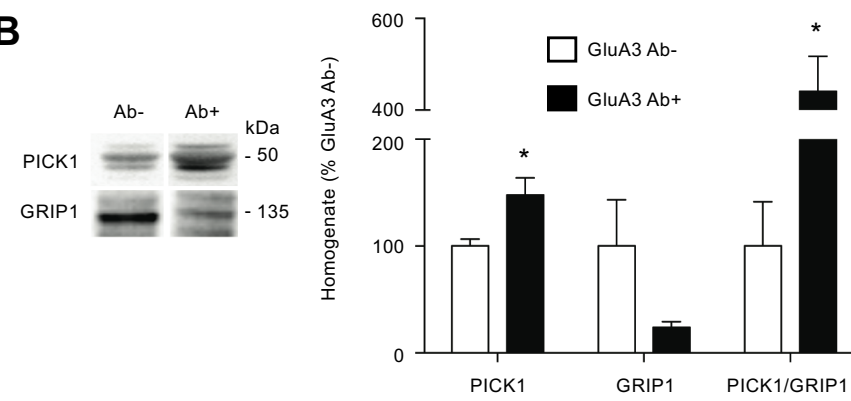 B
Ab-
Ab+
kDa
PICK1
- 50
GRIP1
- 135
Homogenate (% GluA3 Ab-)
600
400
200
100
0
GluA3 Ab-
GluA3 Ab+
*
*
PICK1
GRIP1
PICK1/GRIP1